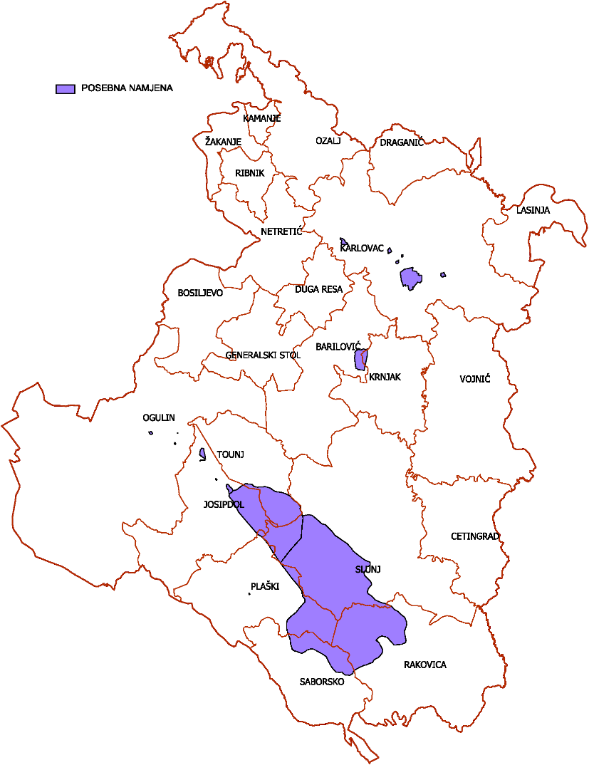 POSEBNA NAMJENA
KAMANJE
ŽAKANJE
OZALJ
DRAGANIĆ
RIBNIK
LASINJA
NETRETIĆ
KARLOVAC
BOSILJEVO
DUGA RESA
BARILOVIĆ
GENERALSKI STOL
KRNJAK
VOJNIĆ
OGULIN
TOUNJ
JOSIPDOL
CETINGRAD
SLUNJ
PLAŠKI
RAKOVICA
SABORSKO